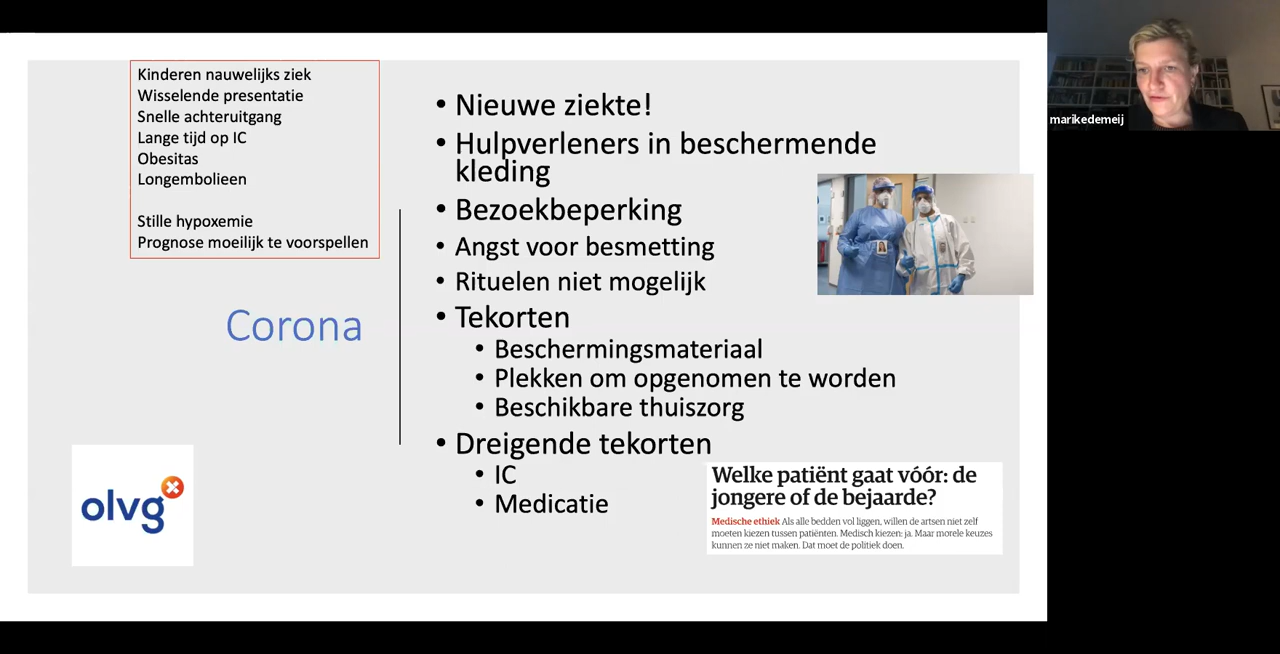 Kinderen nauwelijks ziek
Wisselende presentatie
Snelle achteruitgang
Lange tijd op IC
Obesitas
Longembolieen
Stille hypoxemie
Prognose moeilijk te voorspellen
Corona
olvg
• Nieuwe ziekte!
• Hulpverleners in beschermende
kleding
• Bezoekbeperking
• Angst voor besmetting
• Rituelen niet mogelijk
• Tekorten
• Beschermingsmateriaal
• Plekken om opgenomen te worden
• Beschikbare thuiszorg
• Dreigende tekorten
• IC
• Medicatie
Welke patiënt gaat vóór: de
jongere of de bejaarde?
Medische ethiek Als alle bedden vol liggen, willen de artsen niet zelf
moeten kiezen tussen patiënten. Medisch kiezen: ja. Maar morele keuzes
kunnen ze niet maken. Dat moet de politiek doen.
marikedemeij